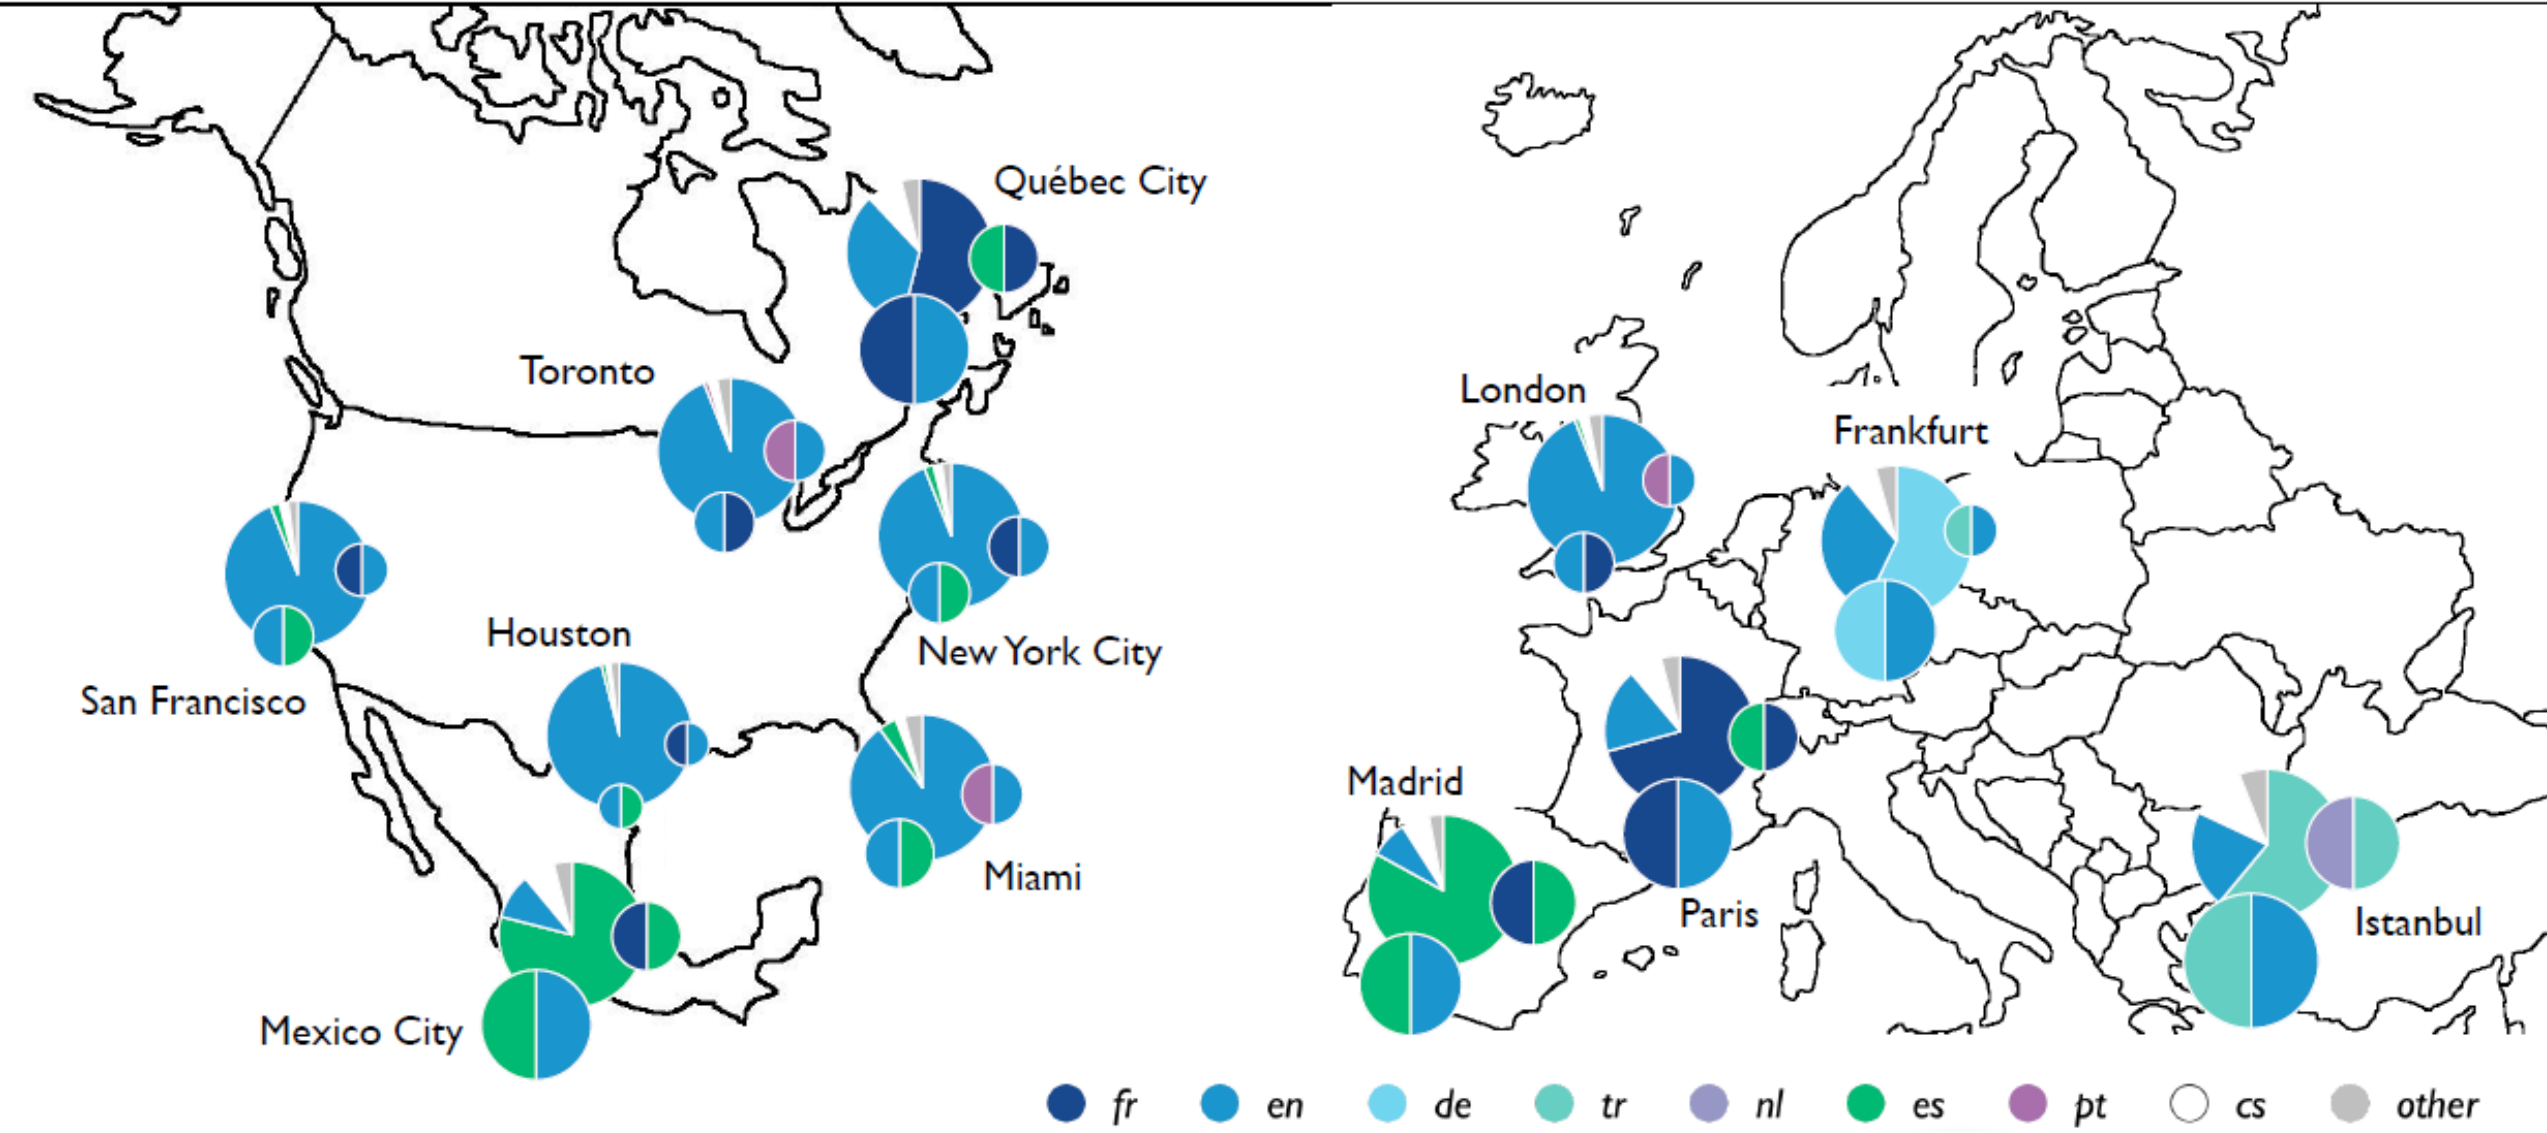 Québec City
Toronto
London
Frankfurt
Houston
New York City
San Francisco
Madrid
Miami
Paris
Istanbul
Mexico City
fr en de tr nl es pt cs other